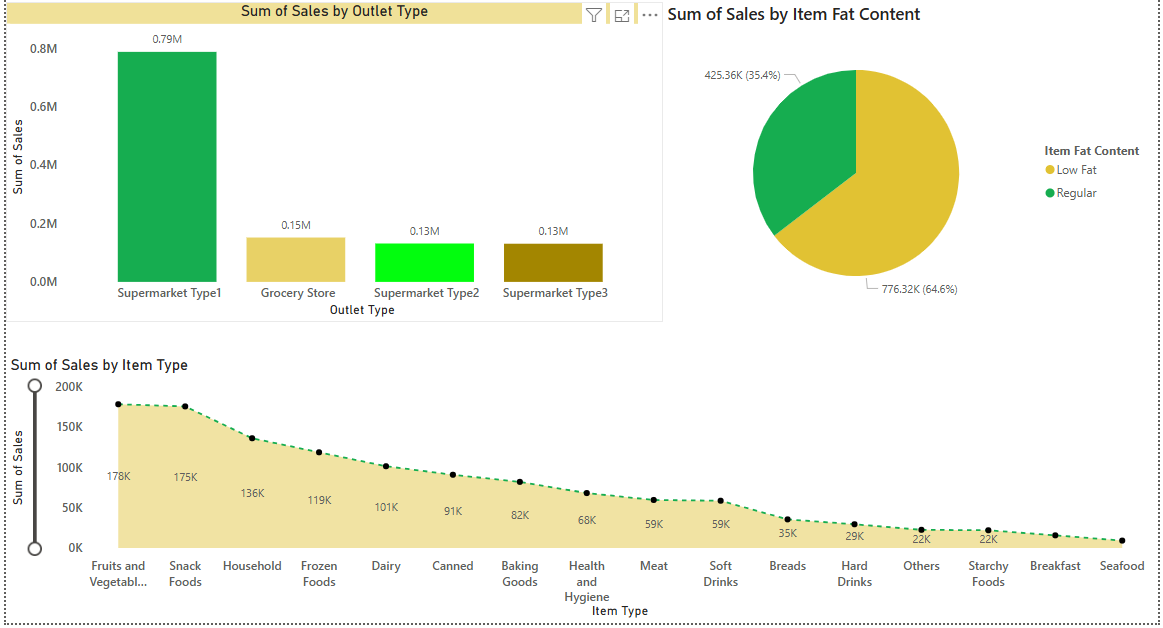 Sum of Sales by Outlet Type
Sum of Sales
0.8M
0.6M
0.4M
0.2M
0.0M
0.79M
0.15M
0.13M
0.13M
Supermarket Type1
Grocery Store
Supermarket Type2
Supermarket Type3
Outlet Type
Sum of Sales by Item Fat Content
425.36K (35.4%)
776.32K (64.6%)
Item Fat Content
Low Fat
Regular
Sum of Sales by Item Type
Sum of Sales
200K
150K
100K
50K
0K
178K
175K
136K
119K
101K
91K
82K
68K
59K
59K
35K
29K
22K
22K
Fruits and
Vegetabl...
Snack
Foods
Household
Frozen
Foods
Dairy
Canned
Baking
Goods
Health
and
Hygiene
Meat
Soft
Drinks
Breads
Hard
Drinks
Others
Starchy
Foods
Breakfast
Seafood
Item Type